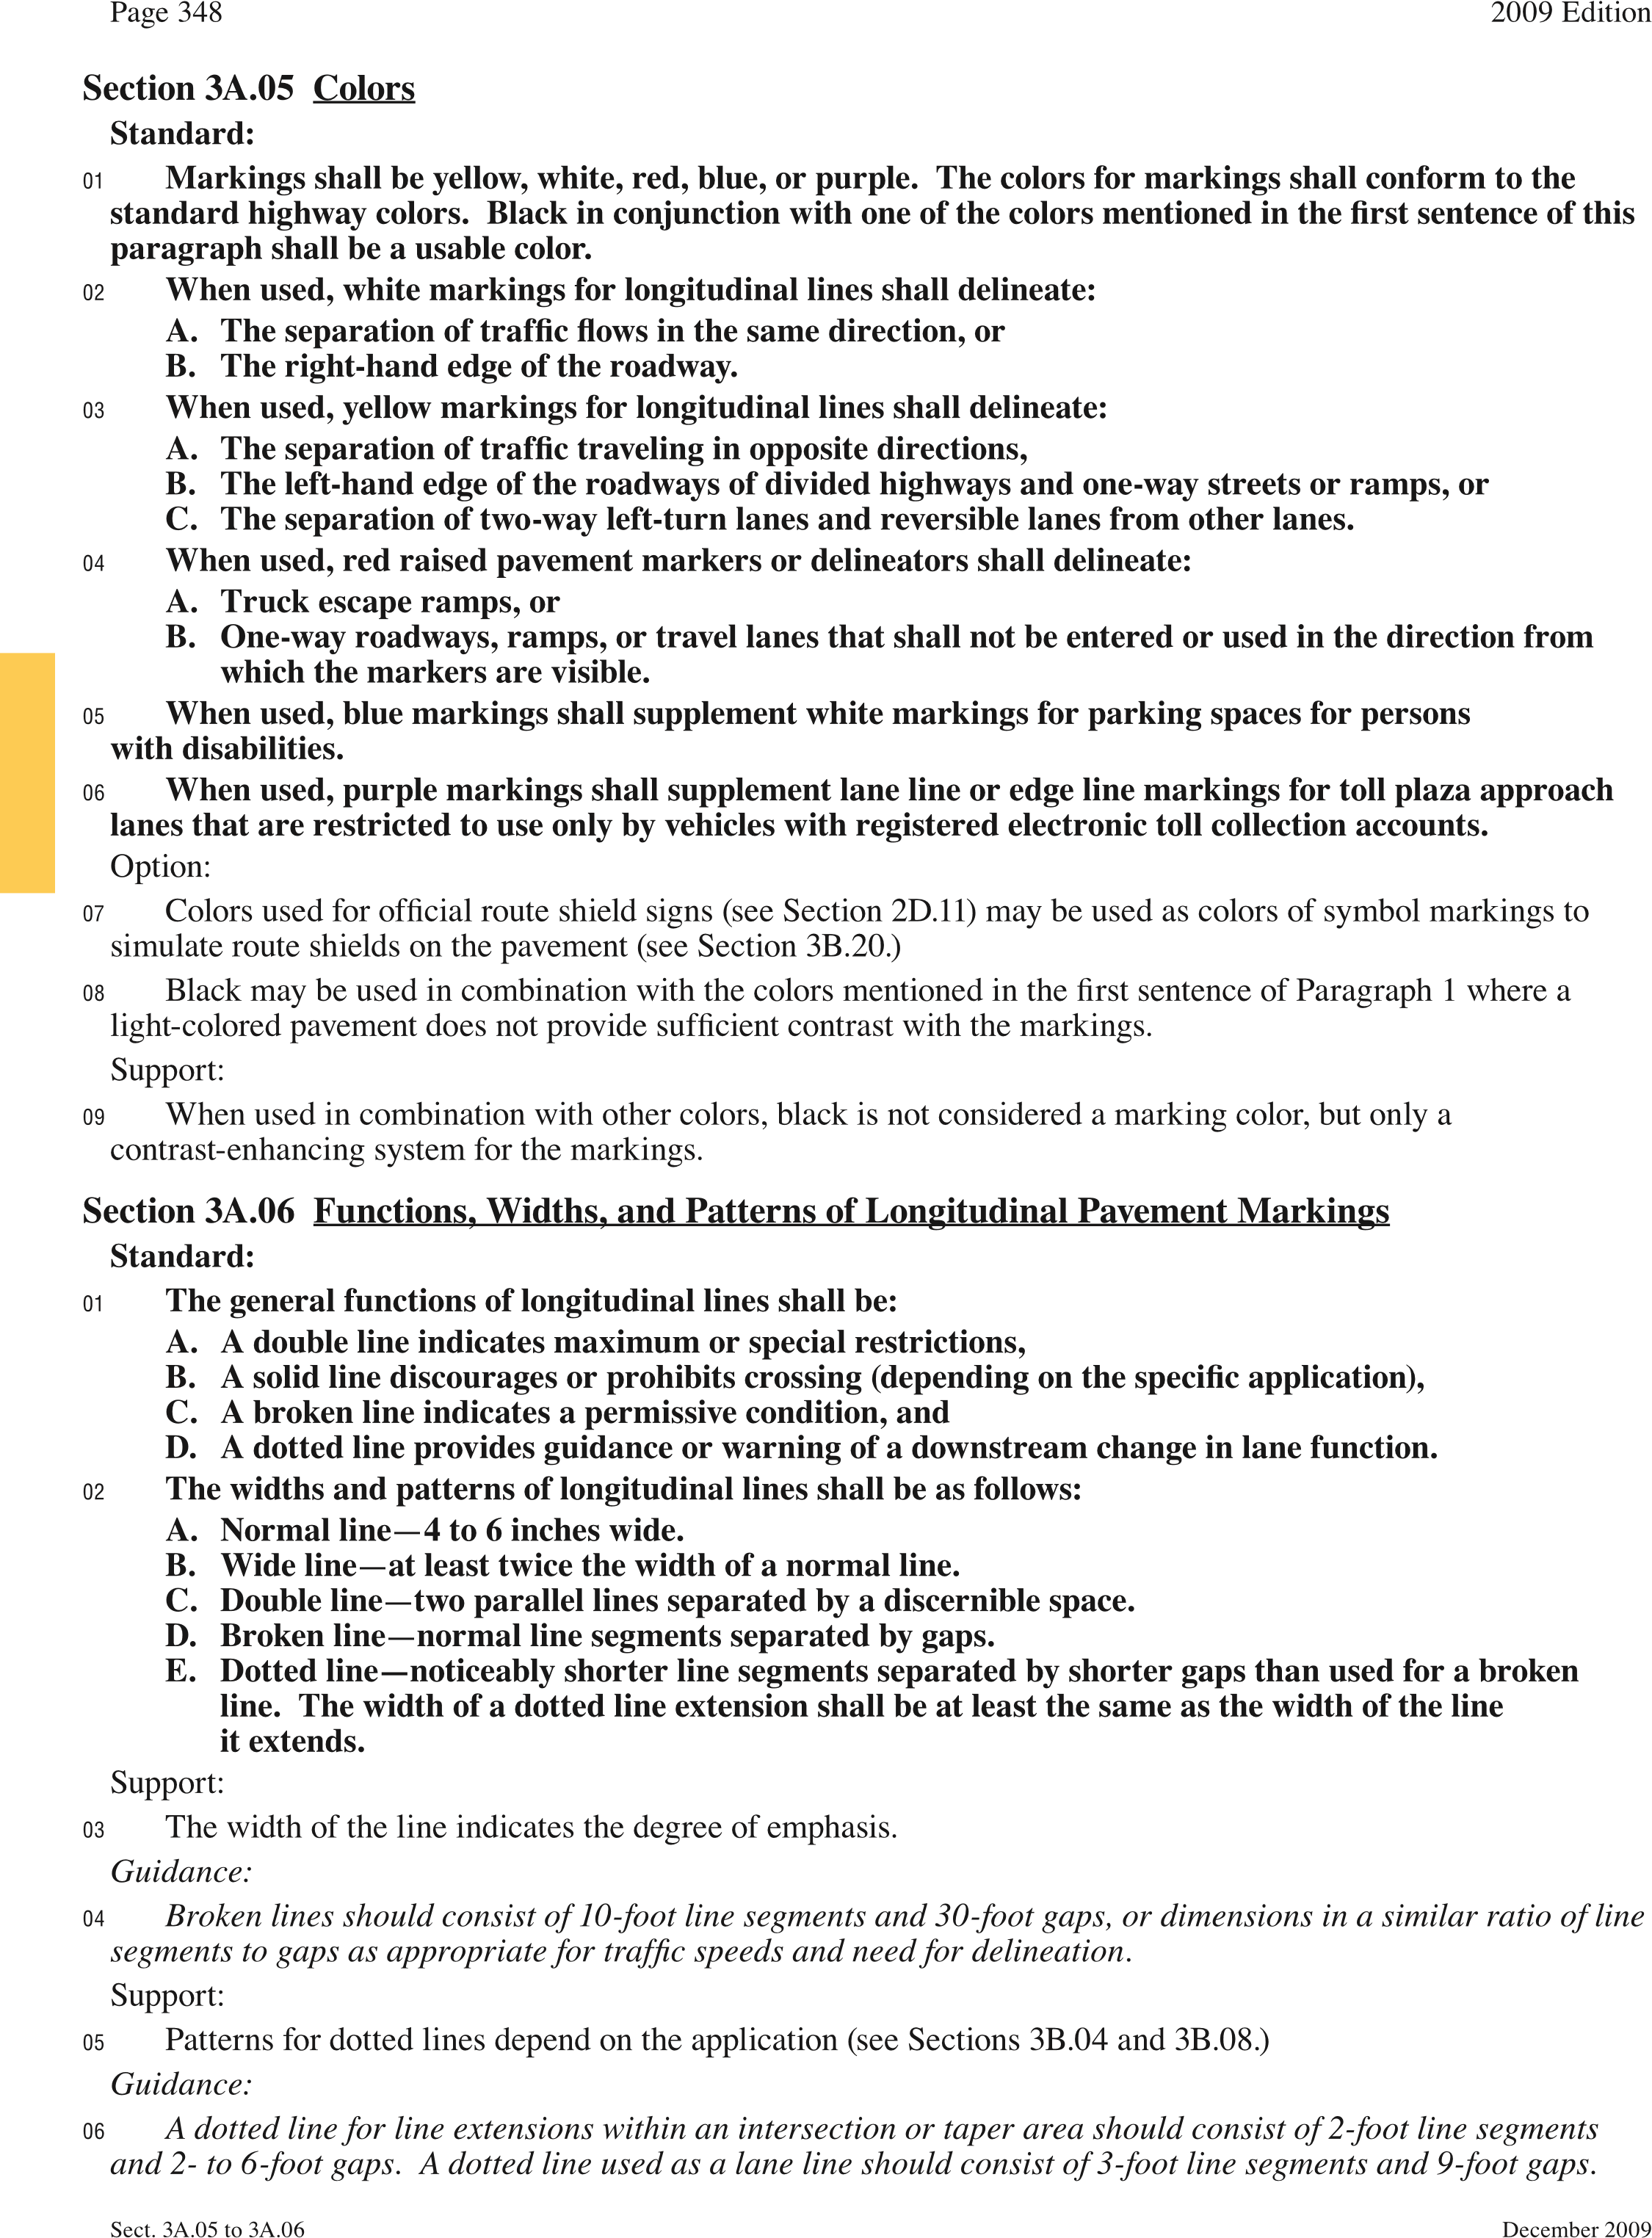 Page 348 2009 Edition
Section 3A.05 Colors
Standard:
01 Markings shall be yellow, white, red, blue, or purple. The colors for markings shall conform to the
standard highway colors. Black in conjunction with one of the colors mentioned in the first sentence of this
paragraph shall be a usable color.
02 When used, white markings for longitudinal lines shall delineate:
A. The separation of traffic flows in the same direction, or
B. The right-hand edge of the roadway.
03 When used, yellow markings for longitudinal lines shall delineate:
A. The separation of traffic traveling in opposite directions,
B. The left-hand edge of the roadways of divided highways and one-way streets or ramps, or
C. The separation of two-way left-turn lanes and reversible lanes from other lanes.
04 When used, red raised pavement markers or delineators shall delineate:
A. Truck escape ramps, or
B. One-way roadways, ramps, or travel lanes that shall not be entered or used in the direction from
which the markers are visible.
05 When used, blue markings shall supplement white markings for parking spaces for persons
with disabilities.
06 When used, purple markings shall supplement lane line or edge line markings for toll plaza approach
lanes that are restricted to use only by vehicles with registered electronic toll collection accounts.
Option:
07 Colors used for official route shield signs (see Section 2D.11) may be used as colors of symbol markings to
simulate route shields on the pavement (see Section 3B.20.)
08 Black may be used in combination with the colors mentioned in the first sentence of Paragraph 1 where a
light-colored pavement does not provide sufficient contrast with the markings.
Support:
09 When used in combination with other colors, black is not considered a marking color, but only a
contrast-enhancing system for the markings.
Section 3A.06 Functions, Widths, and Patterns of Longitudinal Pavement Markings
Standard:
01 The general functions of longitudinal lines shall be:
A. A double line indicates maximum or special restrictions,
B. A solid line discourages or prohibits crossing (depending on the specific application),
C. A broken line indicates a permissive condition, and
D. A dotted line provides guidance or warning of a downstream change in lane function.
02 The widths and patterns of longitudinal lines shall be as follows:
A. Normal line—4 to 6 inches wide.
B. Wide line—at least twice the width of a normal line.
C. Double line—two parallel lines separated by a discernible space.
D. Broken line—normal line segments separated by gaps.
E. Dotted line—noticeably shorter line segments separated by shorter gaps than used for a broken
line. The width of a dotted line extension shall be at least the same as the width of the line
it extends.
Support:
03 The width of the line indicates the degree of emphasis.
Guidance:
04 Broken lines should consist of 10-foot line segments and 30-foot gaps, or dimensions in a similar ratio of line
segments to gaps as appropriate for traffic speeds and need for delineation.
Support:
05 Patterns for dotted lines depend on the application (see Sections 3B.04 and 3B.08.)
Guidance:
06 A dotted line for line extensions within an intersection or taper area should consist of 2-foot line segments
and 2- to 6-foot gaps. A dotted line used as a lane line should consist of 3-foot line segments and 9-foot gaps.
Sect. 3A.05 to 3A.06 December 2009